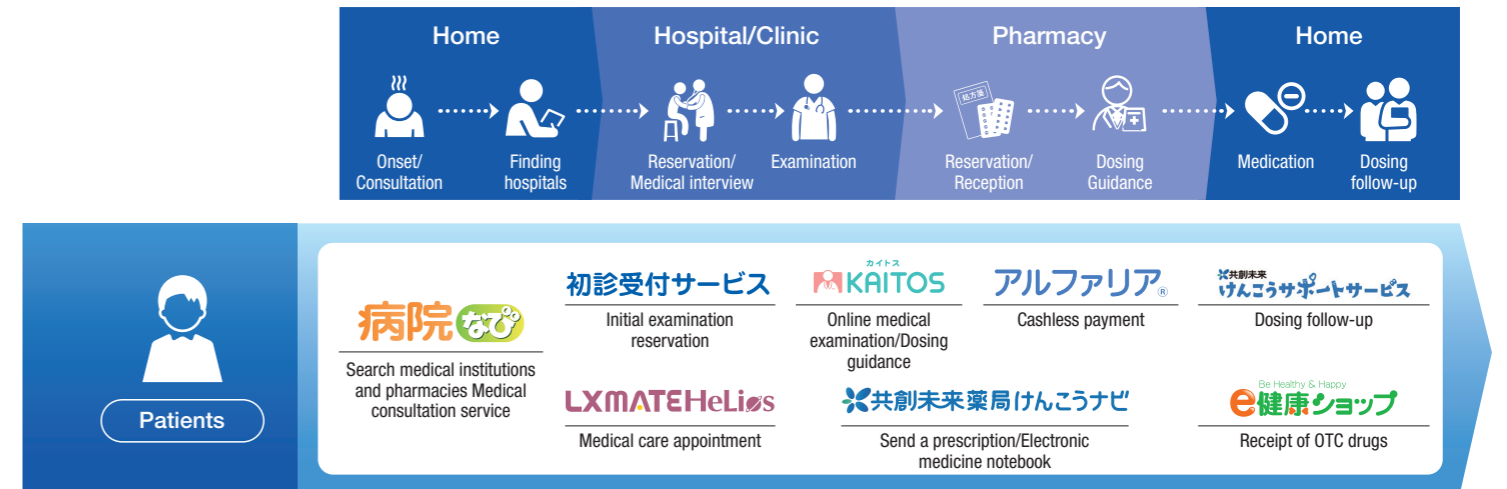 Home
Hospital/Clinic
Pharmacy
Home
処方箋
Onset/
Consultation
Finding
hospitals
Reservation/
Medical interview
Examination
Reservation/
Reception
Dosing
Guidance
Medication
Dosing
follow-up
Patients
病院なび
Search medical institutions
and pharmacies Medical
consultation service
初診受付サービス
Initial examination
reservation
カイトス
KAITOS
Online medical
examination/Dosing
guidance
アルファリア®
Cashless payment
共創未来
けんこうサポートサービス
Dosing follow-up
LXMATEHeLios
Medical care appointment
共創未来薬局けんこうナビ
Send a prescription/Electronic
medicine notebook
Be Healthy & Happy
e健康ショップ
Receipt of OTC drugs